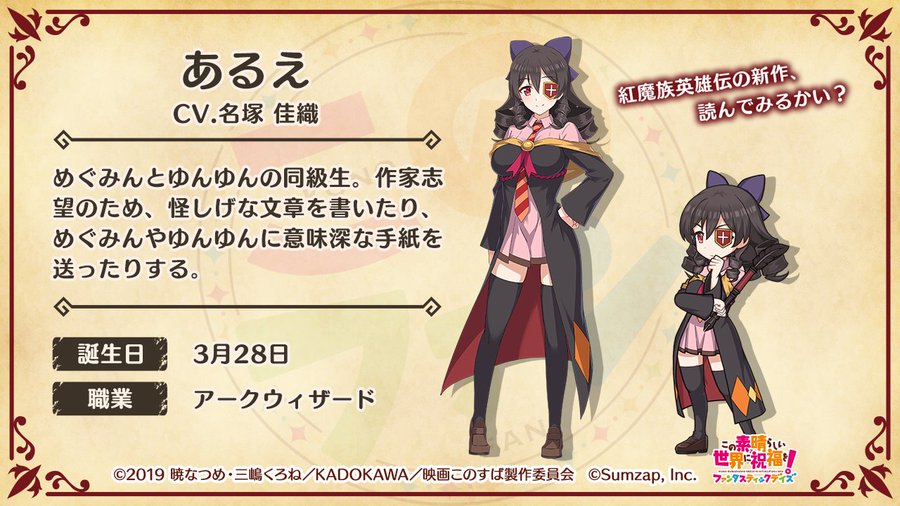 あるえ
CV.名塚 佳織
めぐみんとゆんゆんの同級生。作家志
望のため、怪しげな文章を書いたり、
めぐみんやゆんゆんに意味深な手紙を
送ったりする。
誕生日 3月28日
職業 アークウィザード
紅魔族英雄伝の新作、
読んでみるかい？
この素晴らしい
世界に祝福を！
ファンタスティックデイズ
©2019 暁なつめ・三嶋くろね／KADOKAWA／映画このすば製作委員会 ©Sumzap, Inc.